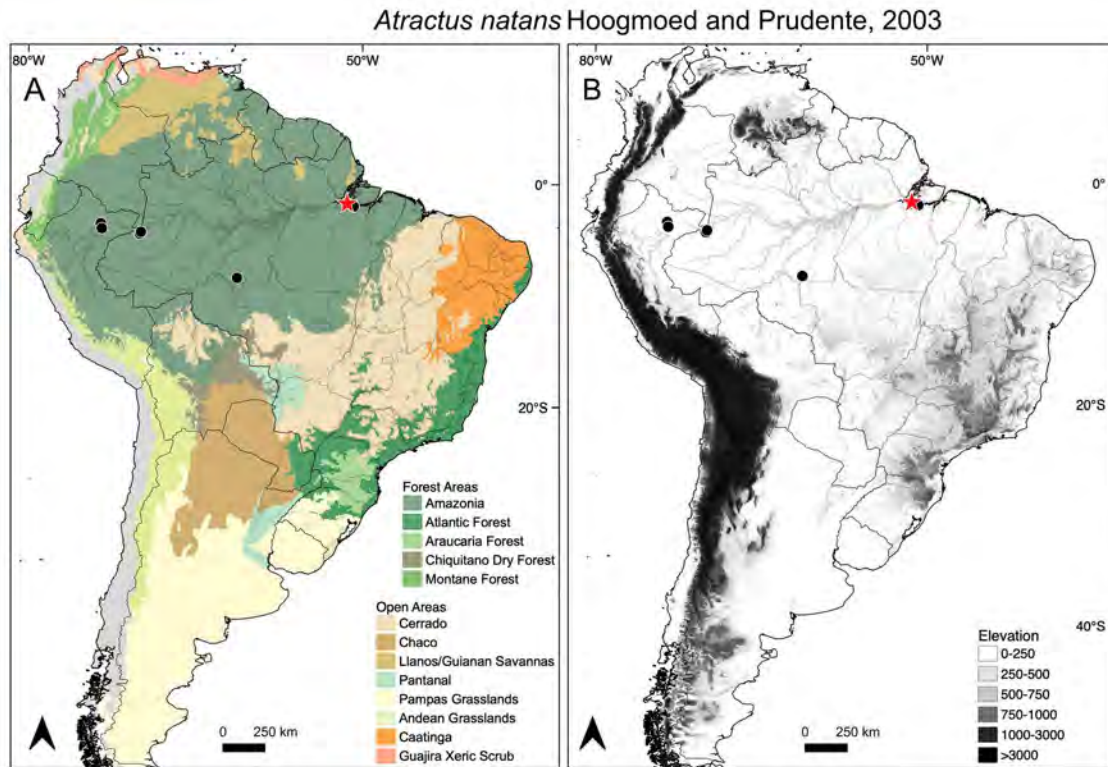 Atractus natans Hoogmoed and Prudente, 2003
A
80°W
50°W
0°
20°S
Forest Areas
Amazonia
Atlantic Forest
Araucaria Forest
Chiquitano Dry Forest
Montane Forest
Open Areas
Cerrado
Chaco
Llanos/Guianan Savannas
Pantanal
Pampas Grasslands
Andean Grasslands
Caatinga
Guajira Xeric Scrub
0 250 km
B
80°W
50°W
0°
20°S
40°S
Elevation
0-250
250-500
500-750
750-1000
1000-3000
>3000
0 250 km